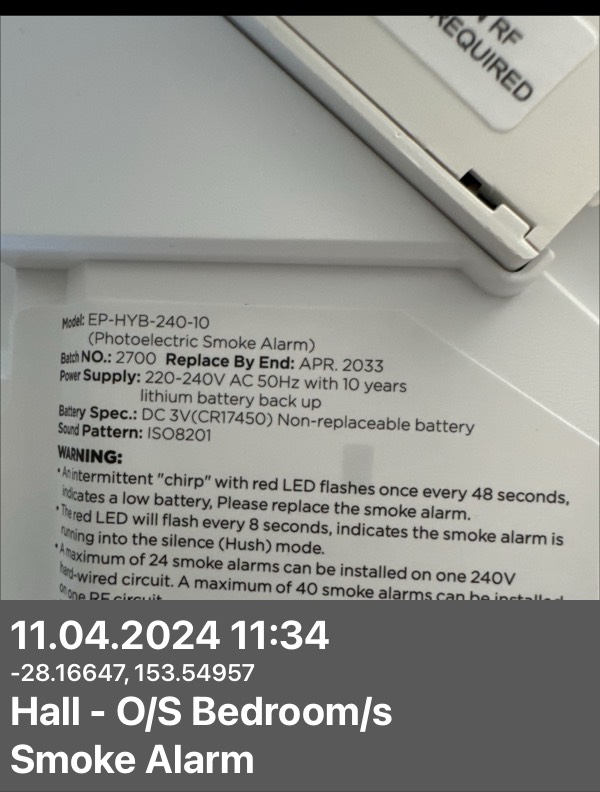 RF
REQUIRED
Model: EP-HYB-240-10
(Photoelectric Smoke Alarm)
Batch NO.: 2700 Replace By End: APR. 2033
Power Supply: 220-240V AC 50Hz with 10 years
lithium battery back up
Battery Spec.: DC 3V(CR17450) Non-replaceable battery
Sound Pattern: ISO8201
WARNING:
•An intermittent "chirp" with red LED flashes once every 48 seconds,
indicates a low battery, Please replace the smoke alarm.
•The red LED will flash every 8 seconds, indicates the smoke alarm is
running into the silence (Hush) mode.
•A maximum of 24 smoke alarms can be installed on one 240V
hard-wired circuit. A maximum of 40 smoke alarms can be installed
on one RF circuit.
11.04.2024 11:34
-28.16647, 153.54957
Hall - O/S Bedroom/s
Smoke Alarm